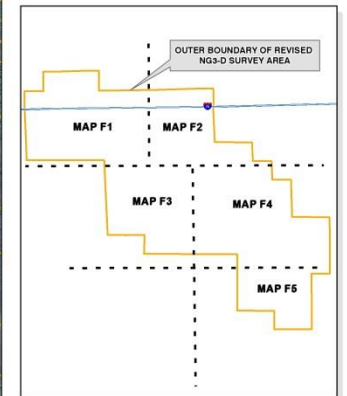 OUTER BOUNDARY OF REVISED
NG3-D SURVEY AREA
MAP F1
MAP F2
MAP F3
MAP F4
MAP F5